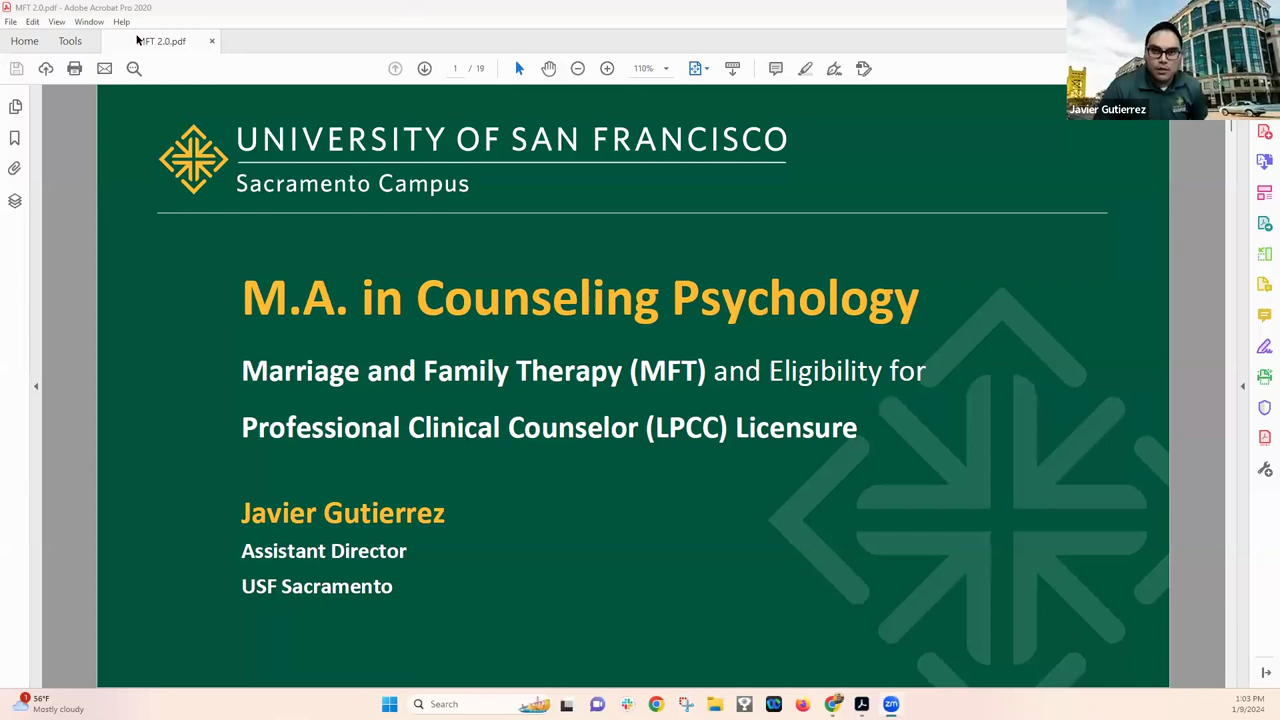 MFT 2.0.pdf - Adobe Acrobat Pro 2020
File Edit View Window Help
Home Tools MFT 2.0.pdf ×
1 / 19 110%
Javier Gutierrez
UNIVERSITY OF SAN FRANCISCO
Sacramento Campus
M.A. in Counseling Psychology
Marriage and Family Therapy (MFT) and Eligibility for
Professional Clinical Counselor (LPCC) Licensure
Javier Gutierrez
Assistant Director
USF Sacramento
1 56°F
Mostly cloudy
Search
zm
1:03 PM
1/9/2024